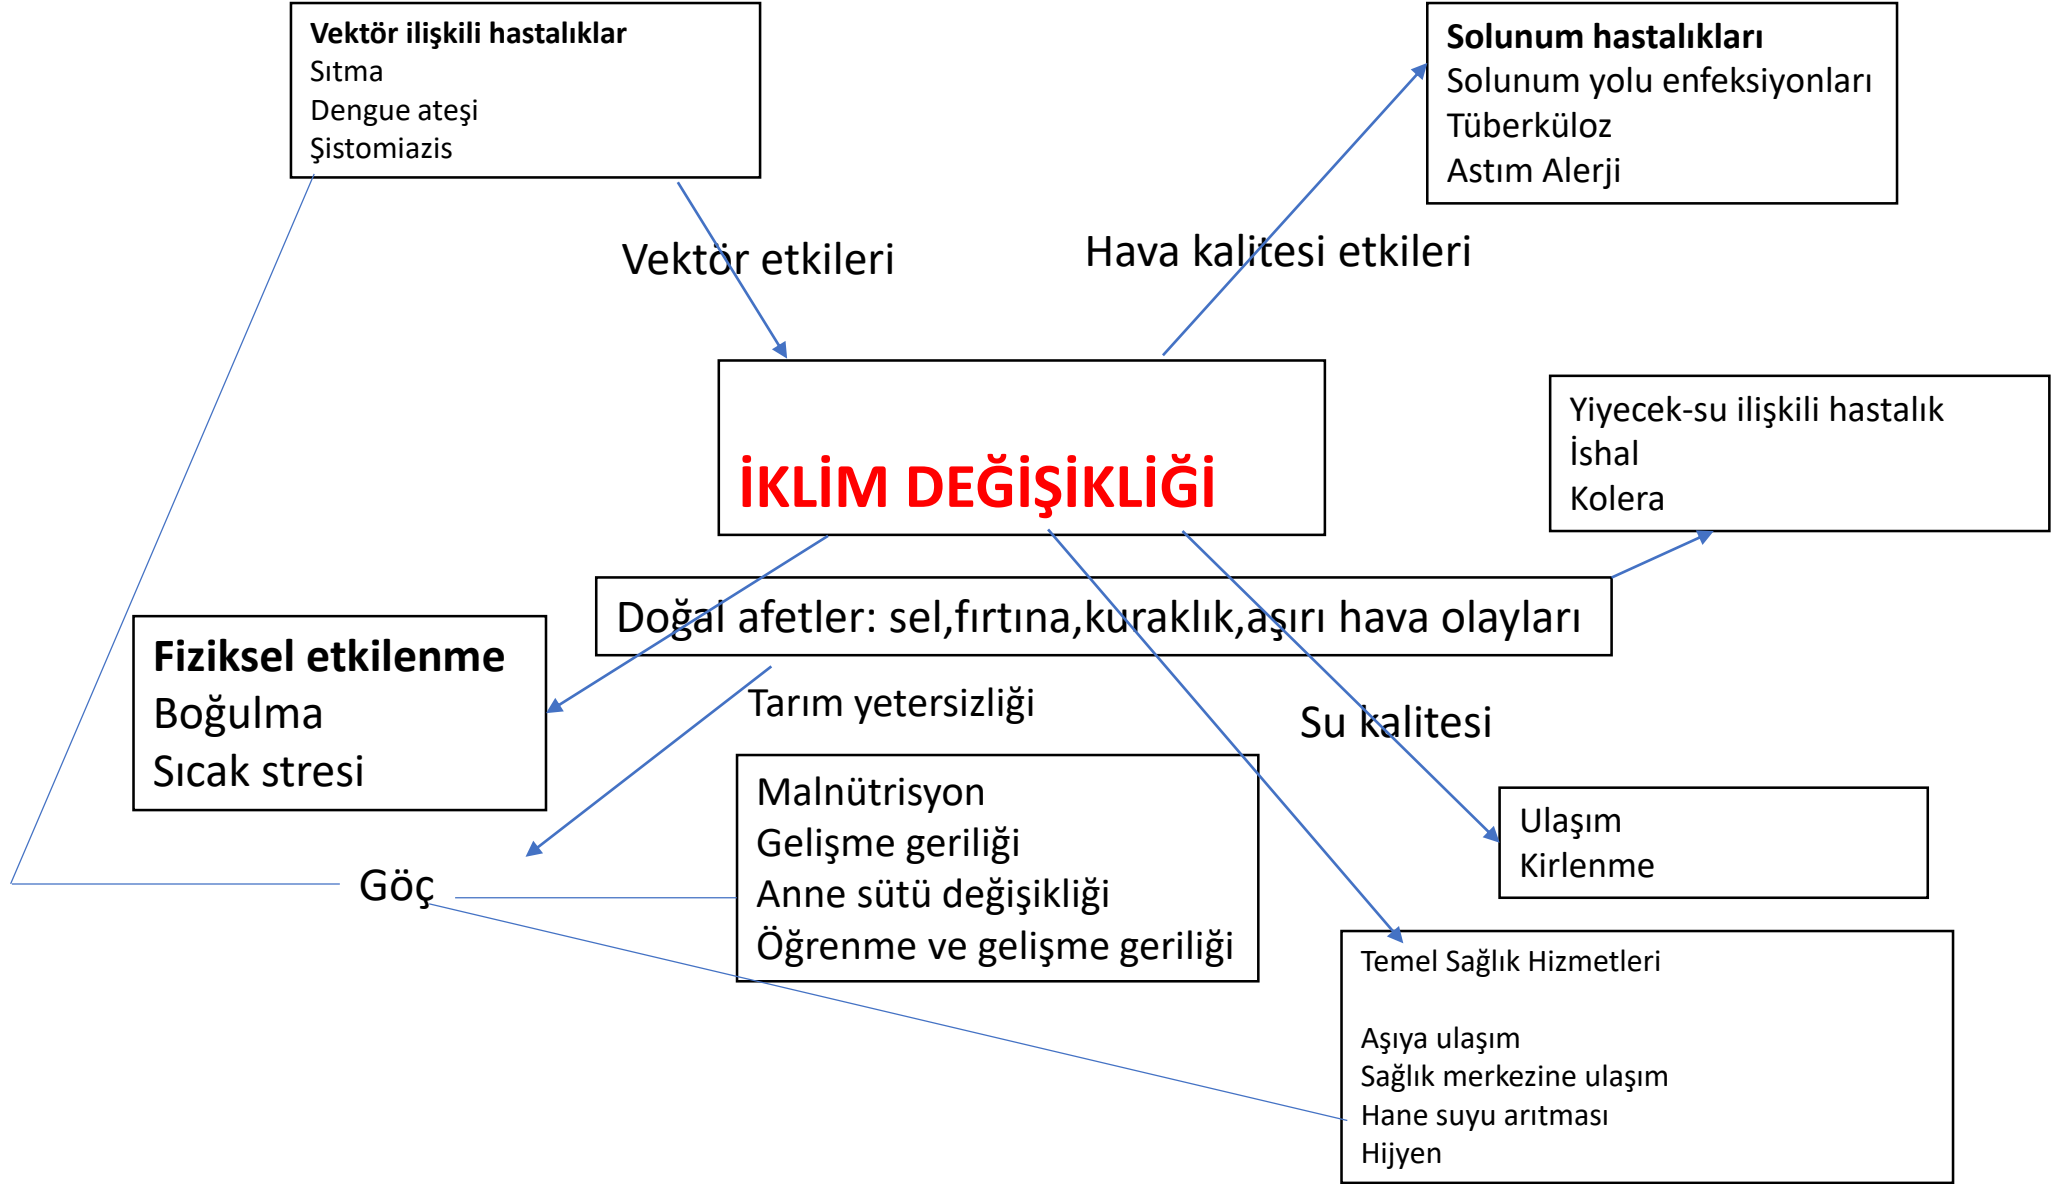 Vektör ilişkili hastalıklar
Sıtma
Dengue ateşi
Şistomiazis
Solunum hastalıkları
Solunum yolu enfeksiyonları
Tüberküloz
Astım Alerji
Vektör etkileri
Hava kalitesi etkileri
İKLİM DEĞİŞİKLİĞİ
Yiyecek-su ilişkili hastalık
İshal
Kolera
Doğal afetler: sel,fırtına,kuraklık,aşırı hava olayları
Fiziksel etkilenme
Boğulma
Sıcak stresi
Tarım yetersizliği
Su kalitesi
Malnütrisyon
Gelişme geriliği
Anne sütü değişikliği
Öğrenme ve gelişme geriliği
Ulaşım
Kirlenme
Göç
Temel Sağlık Hizmetleri
Aşıya ulaşım
Sağlık merkezine ulaşım
Hane suyu arıtması
Hijyen